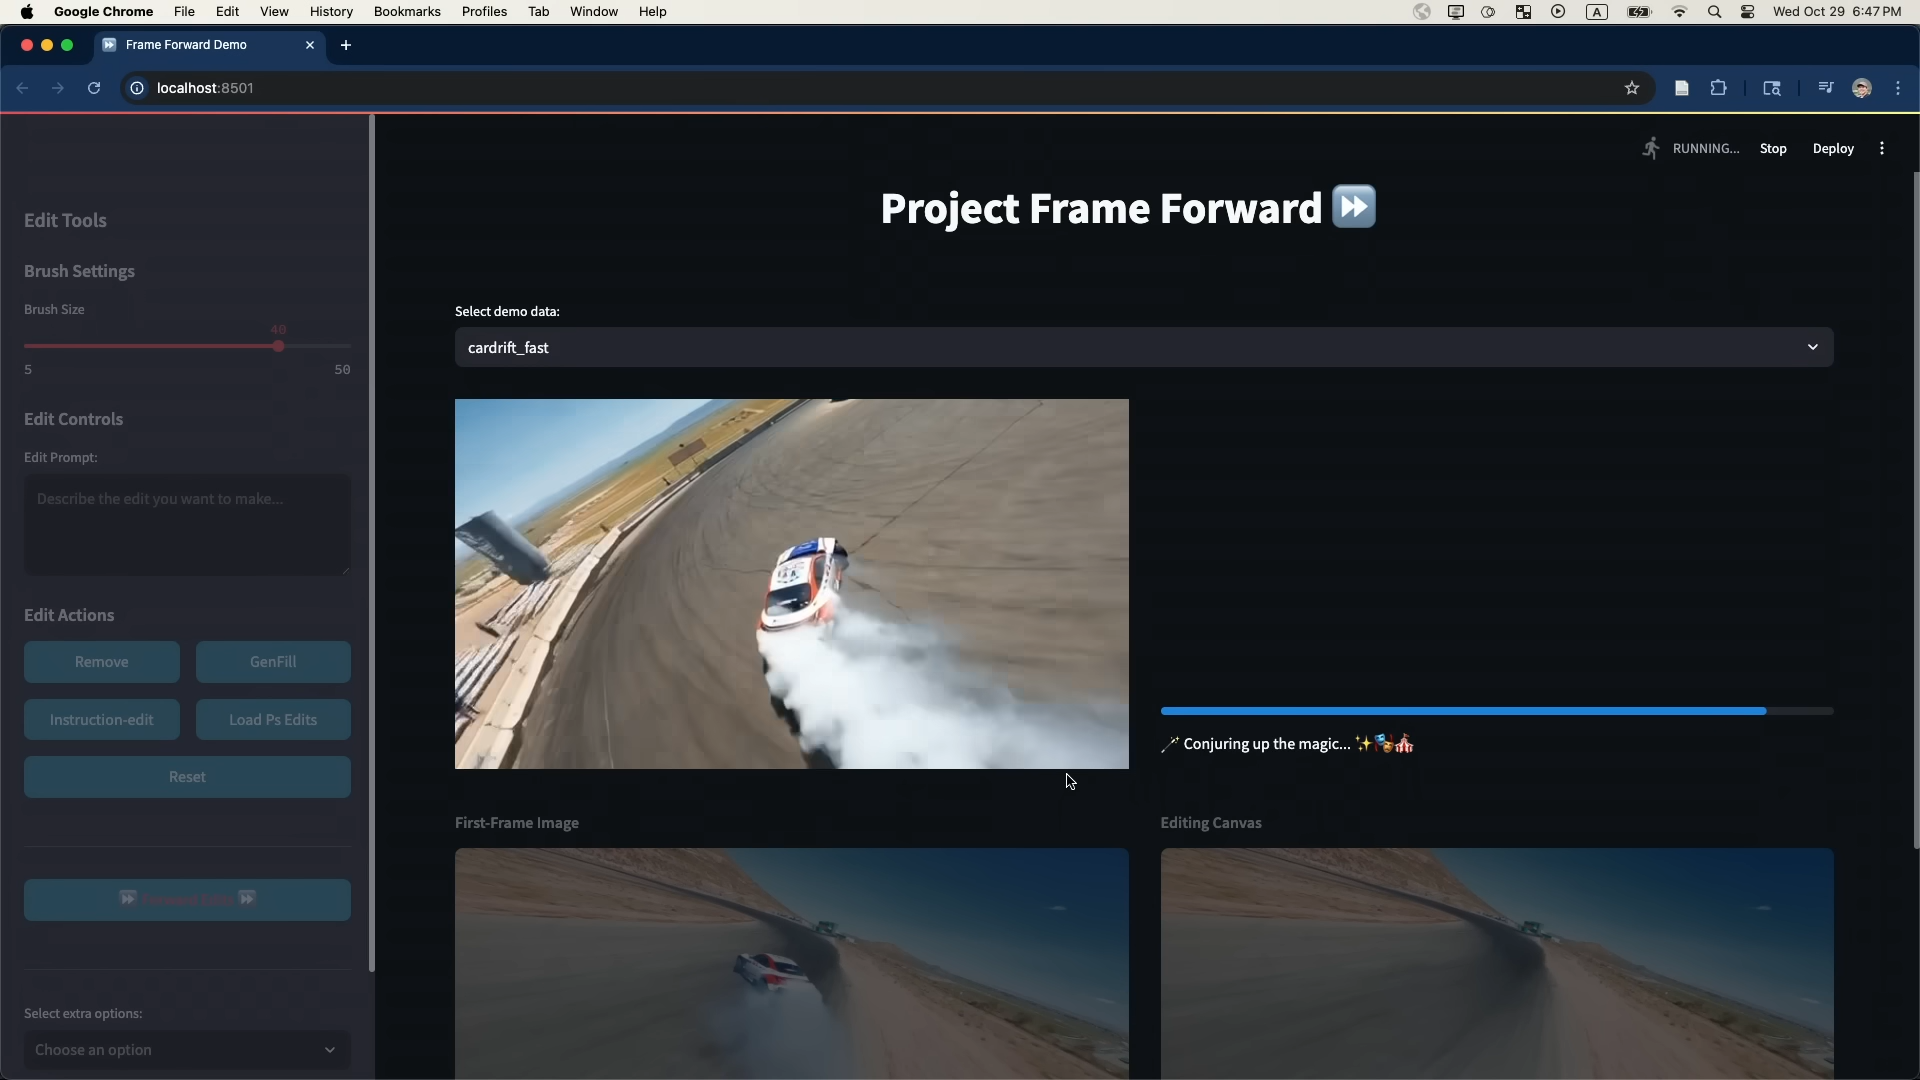 Google Chrome File Edit View History Bookmarks Profiles Tab Window Help A Wed Oct 29 6:47 PM
Frame Forward Demo
localhost:8501
RUNNING... Stop Deploy
Project Frame Forward
Edit Tools
Brush Settings
Brush Size
40
5 50
Edit Controls
Edit Prompt:
Describe the edit you want to make...
Edit Actions
Remove GenFill
Instruction-edit Load Ps Edits
Reset
Select extra options:
Choose an option
Select demo data:
cardrift_fast
🪄 Conjuring up the magic... ✨🎭🎪
First-Frame Image Editing Canvas